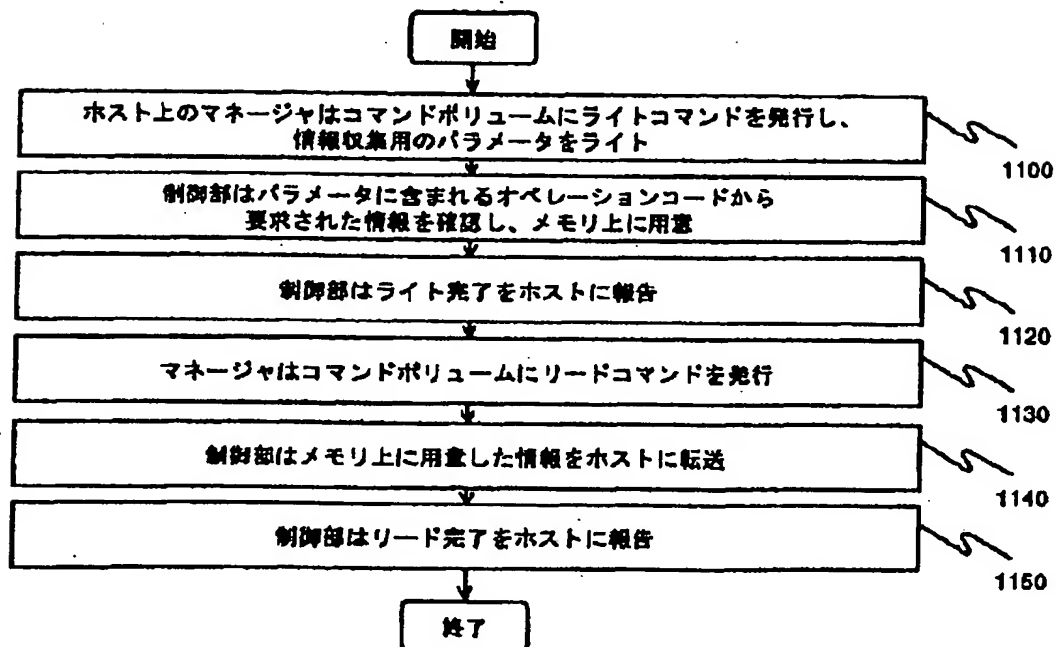 開始
ホスト上のマネージャはコマンドボリュームにライトコマンドを発行し、
情報収集用のパラメータをライト
1100
制御部はパラメータに含まれるオペレーションコードから
要求された情報を確認し、メモリ上に用意
1110
制御部はライト完了をホストに報告
1120
マネージャはコマンドボリュームにリードコマンドを発行
1130
制御部はメモリ上に用意した情報をホストに転送
1140
制御部はリード完了をホストに報告
1150
終了